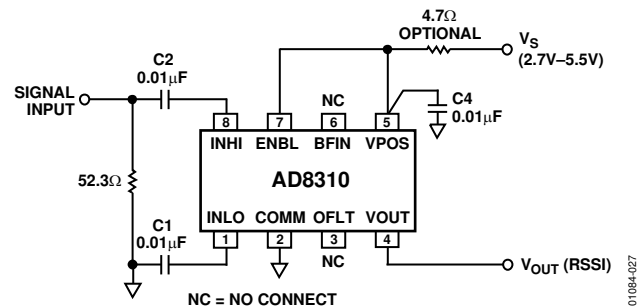 4.7Ω
OPTIONAL
VS
(2.7V–5.5V)
C2
0.01μF
SIGNAL
INPUT
NC
C4
0.01μF
8 7 6 5
INHI ENBL BFIN VPOS
52.3Ω
AD8310
C1
0.01μF
INLO COMM OFLT VOUT
1 2 3 4
NC
VOUT (RSSI)
NC = NO CONNECT
01084-027